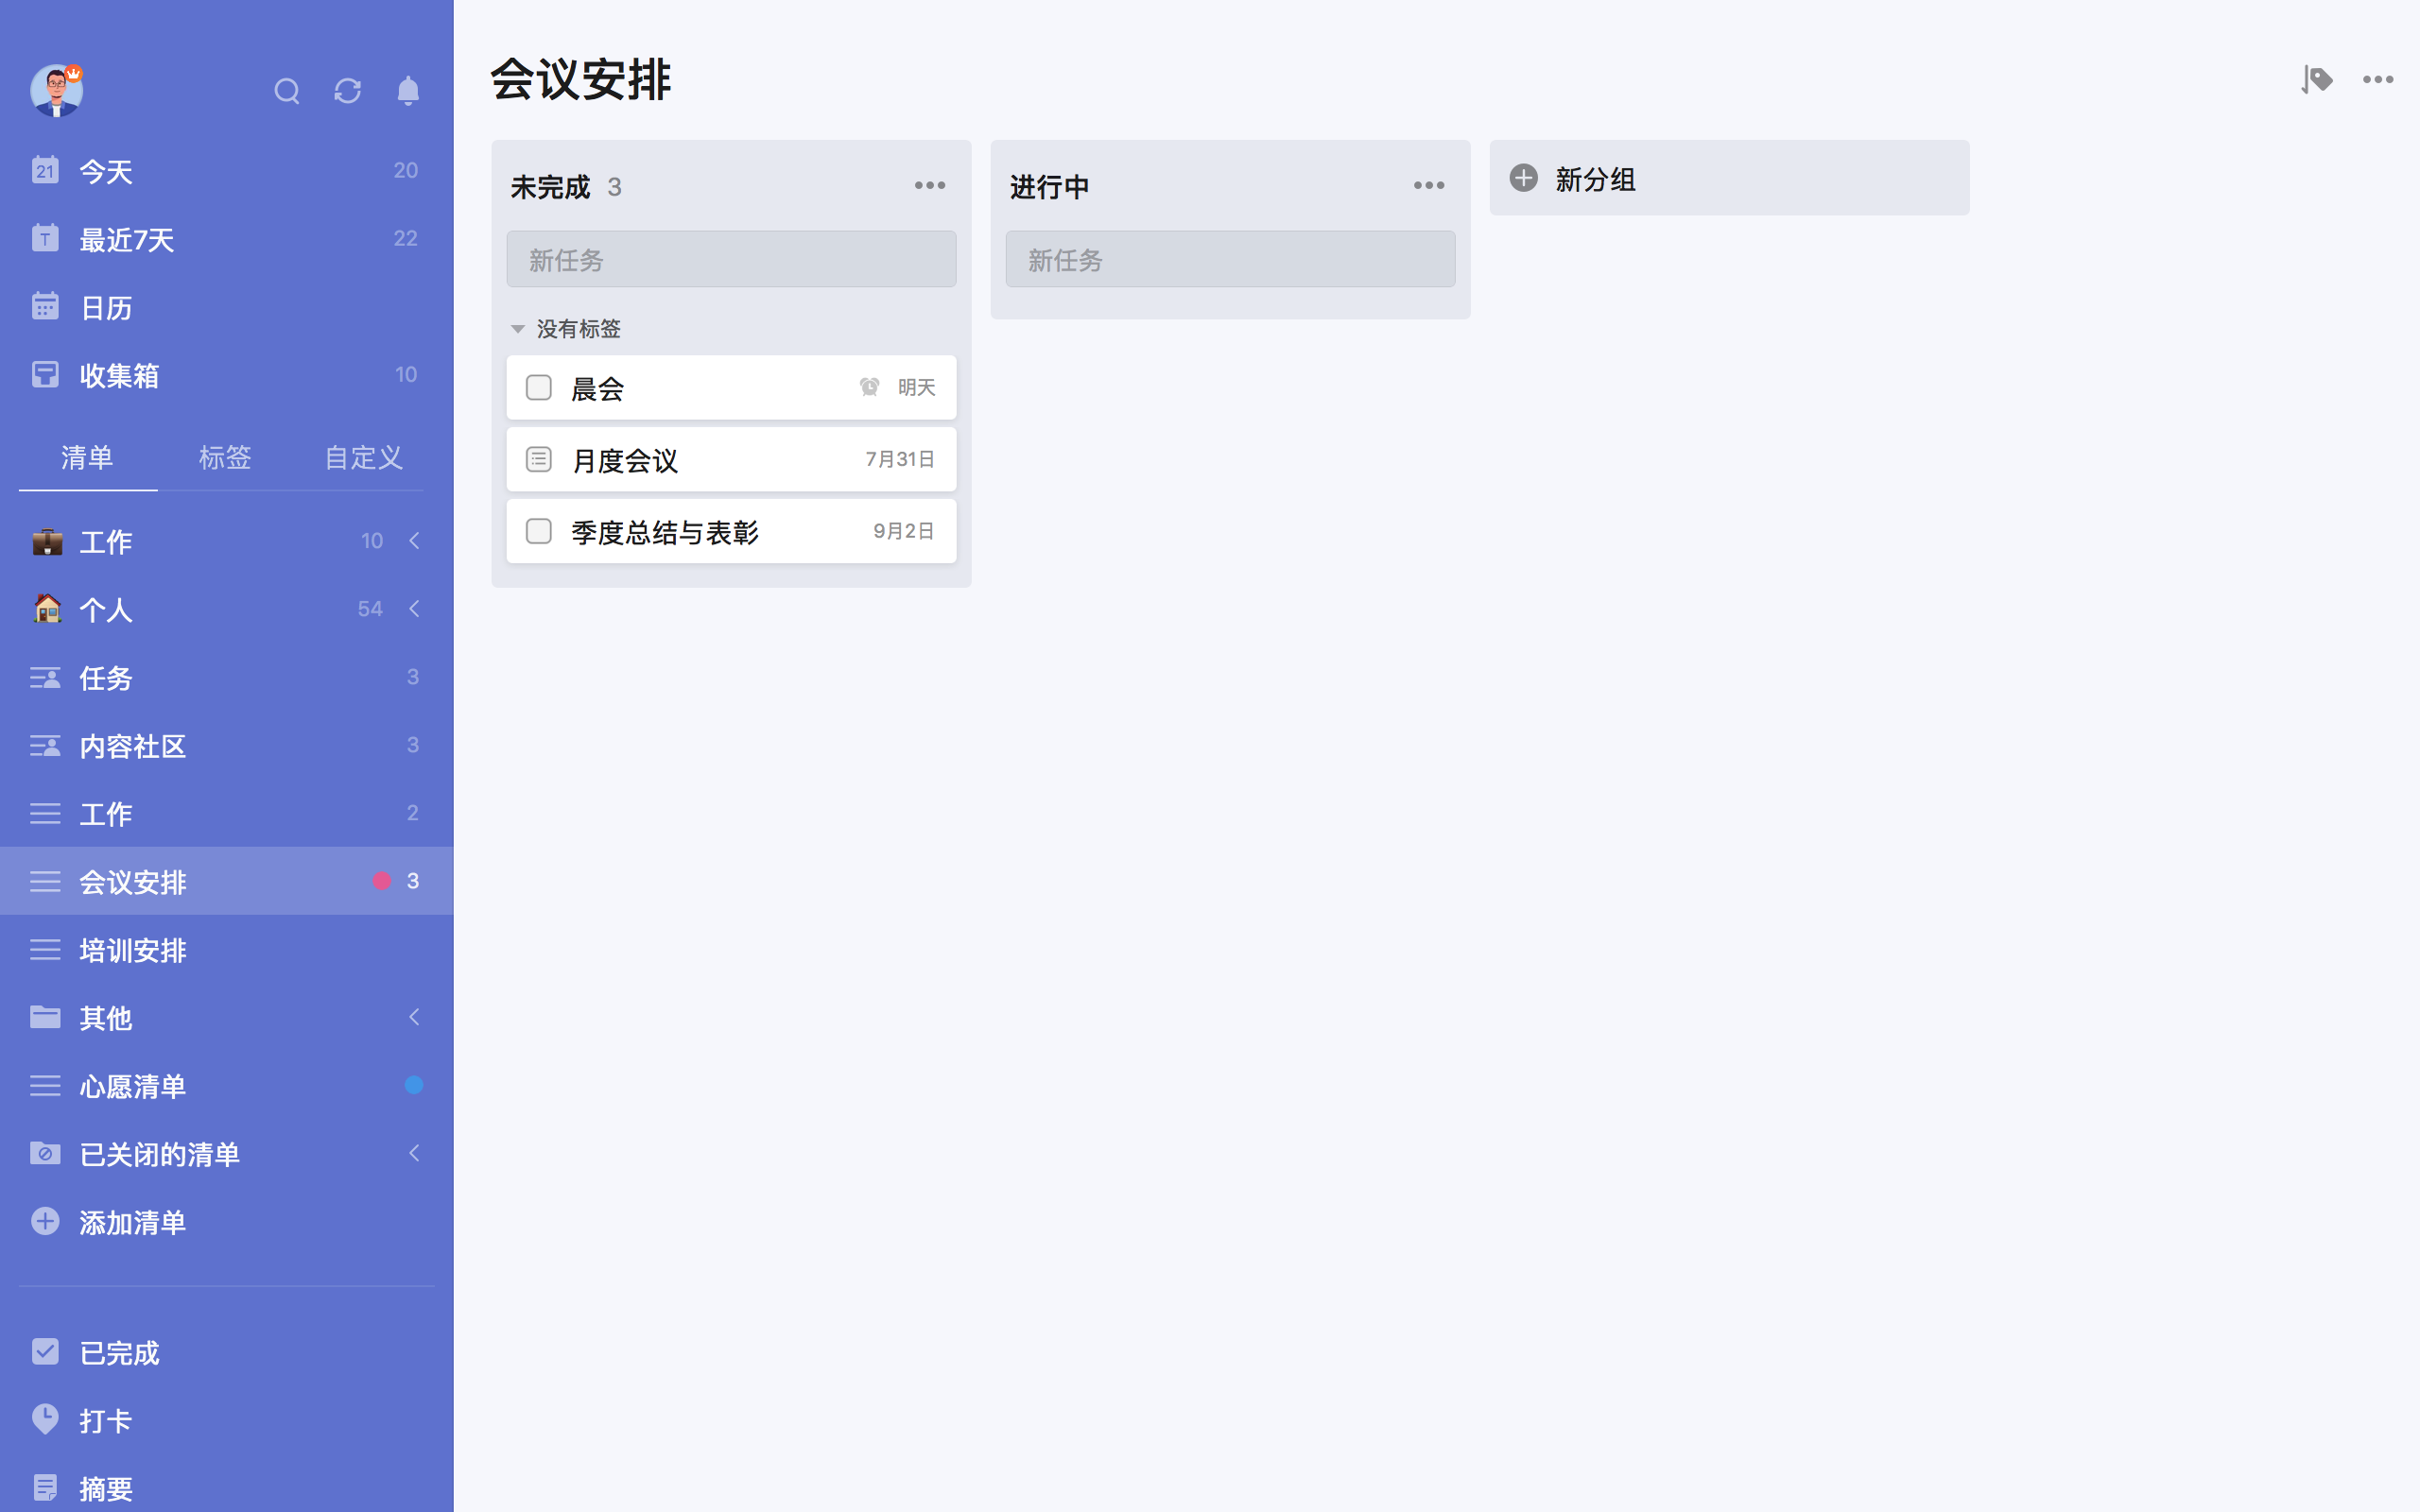 21 今天 20
T 最近7天 22
日历
收集箱 10
清单 标签 自定义
工作 10
个人 54
任务 3
内容社区 3
工作 2
会议安排 3
培训安排
其他
心愿清单
已关闭的清单
添加清单
已完成
打卡
摘要
会议安排
未完成 3
新任务
没有标签
晨会 明天
月度会议 7月31日
季度总结与表彰 9月2日
进行中
新任务
新分组